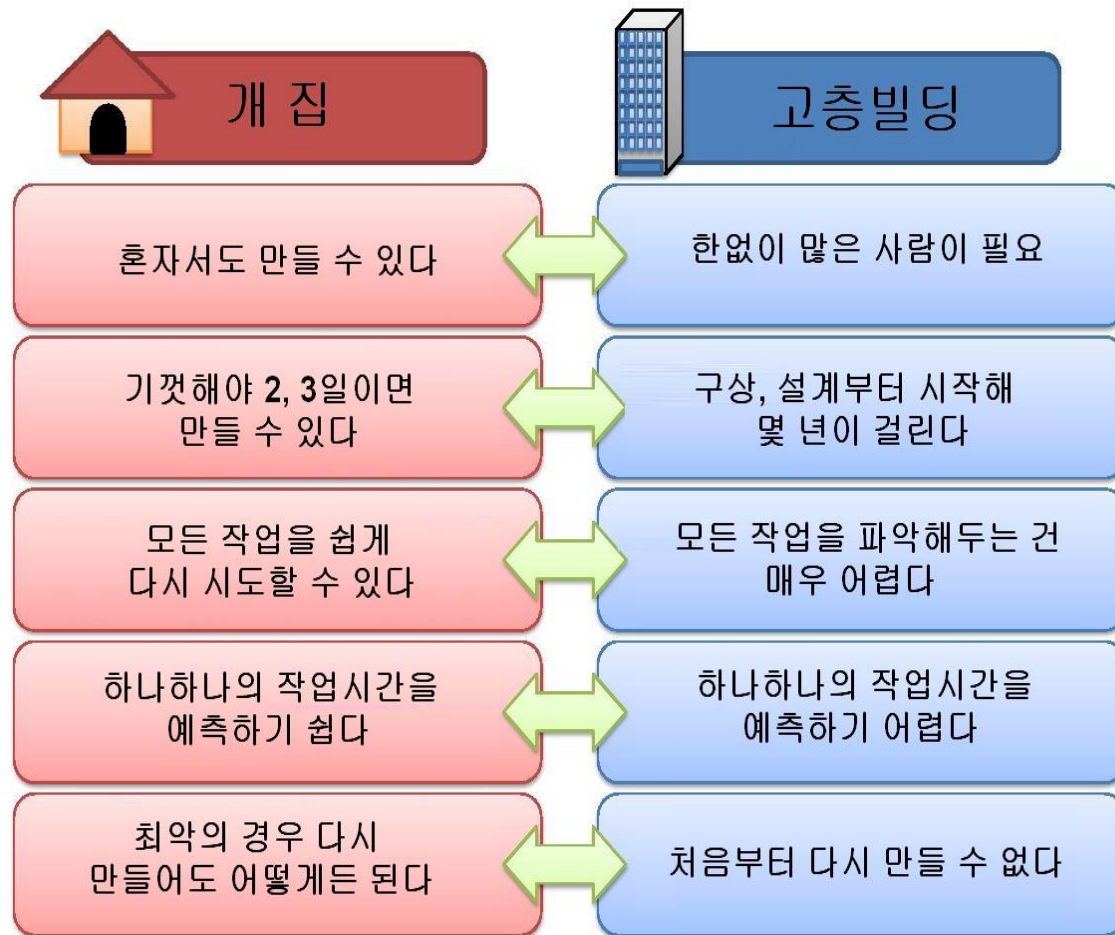 개 집
고층빌딩
혼자서도 만들 수 있다
한없이 많은 사람이 필요
기껏해야 2, 3일이면
만들 수 있다
구상, 설계부터 시작해
몇 년이 걸린다
모든 작업을 쉽게
다시 시도할 수 있다
모든 작업을 파악해두는 건
매우 어렵다
하나하나의 작업시간을
예측하기 쉽다
하나하나의 작업시간을
예측하기 어렵다
최악의 경우 다시
만들어도 어떻게든 된다
처음부터 다시 만들 수 없다